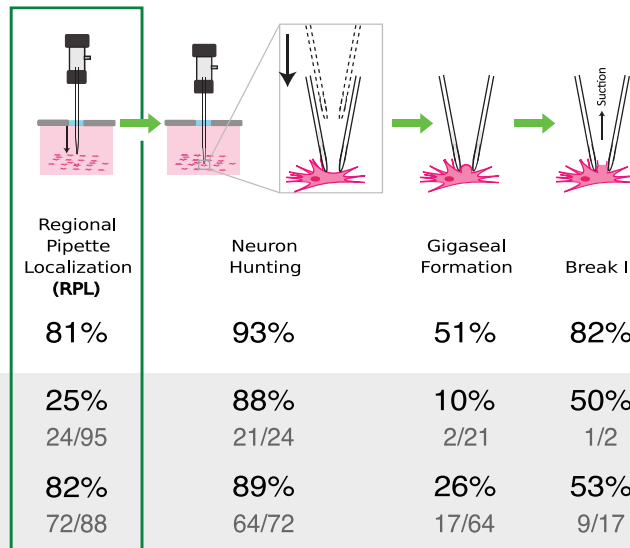 Suction
Regional
Pipette
Localization
(RPL)
Neuron
Hunting
Gigaseal
Formation
Break I
81% 93% 51% 82%
25% 88% 10% 50%
24/95 21/24 2/21 1/2
82% 89% 26% 53%
72/88 64/72 17/64 9/17